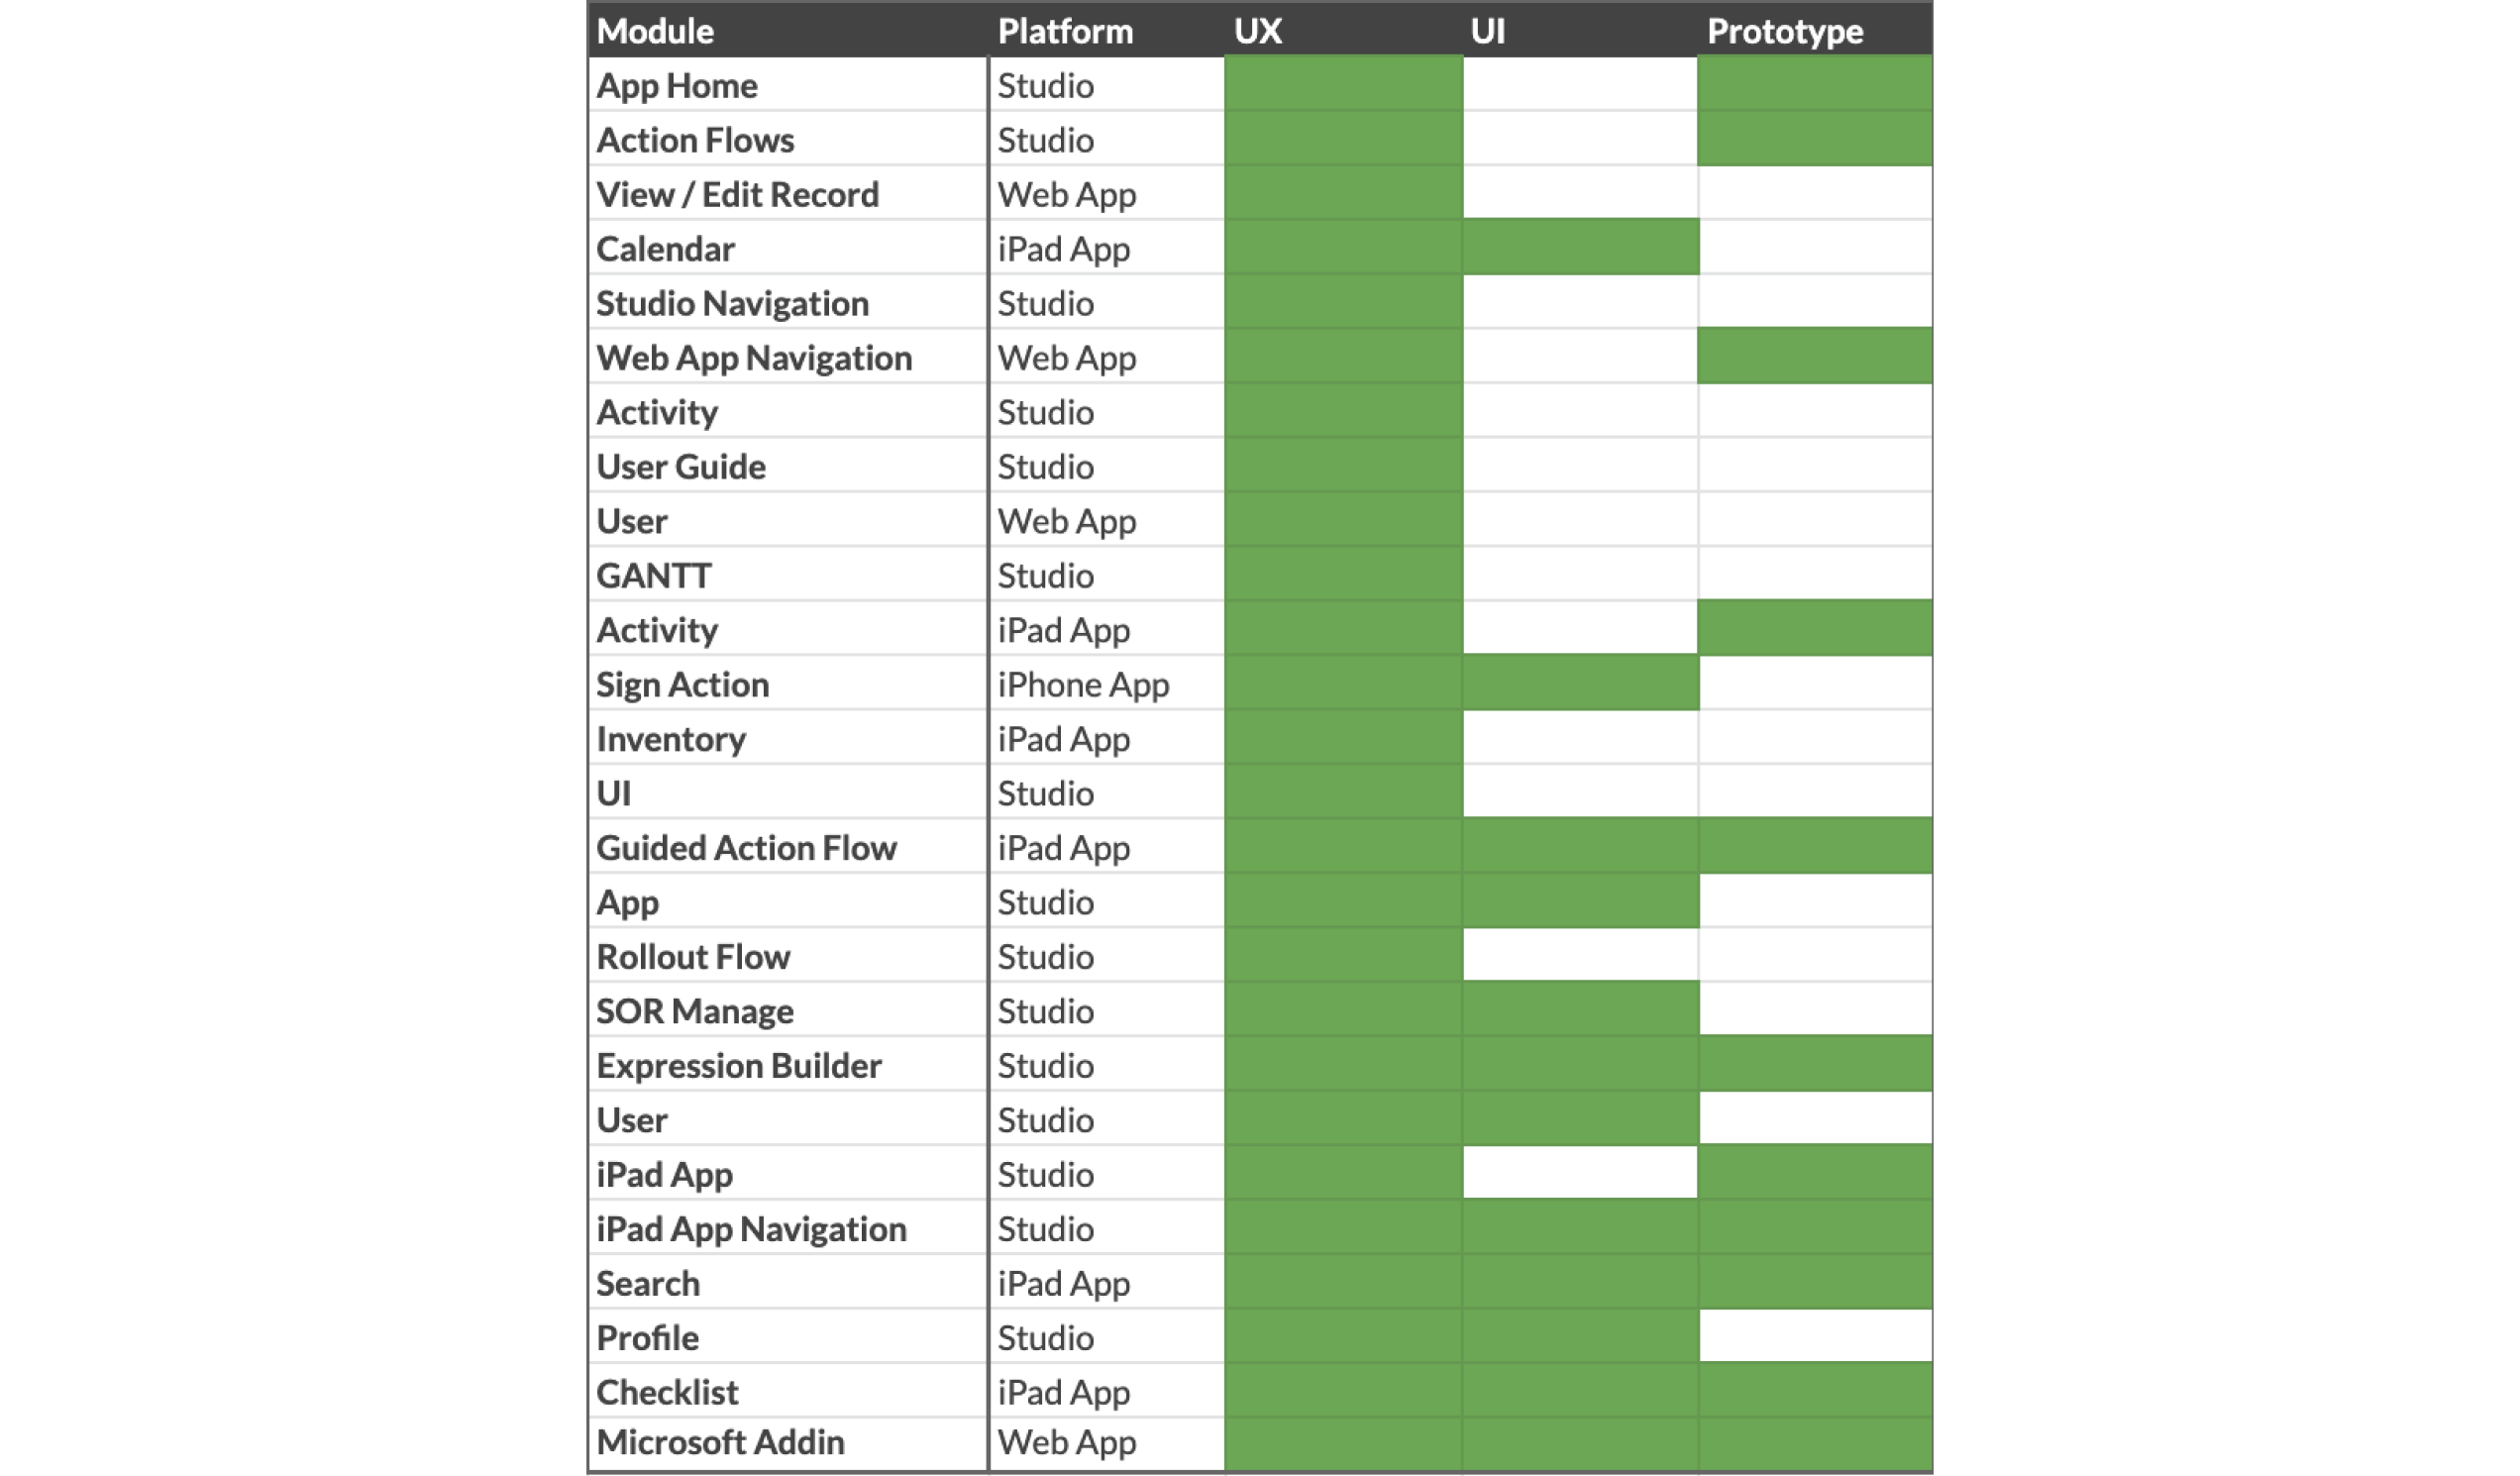 Module Platform UX UI Prototype
App Home Studio
Action Flows Studio
View / Edit Record Web App
Calendar iPad App
Studio Navigation Studio
Web App Navigation Web App
Activity Studio
User Guide Studio
User Web App
GANTT Studio
Activity iPad App
Sign Action iPhone App
Inventory iPad App
UI Studio
Guided Action Flow iPad App
App Studio
Rollout Flow Studio
SOR Manage Studio
Expression Builder Studio
User Studio
iPad App Studio
iPad App Navigation Studio
Search iPad App
Profile Studio
Checklist iPad App
Microsoft Addin Web App